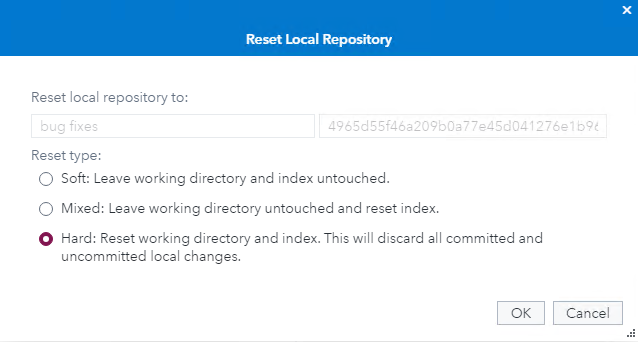 Reset Local Repository
Reset local repository to:
bug fixes 4965d55f46a209b0a77e45d041276e1b96
Reset type:
Soft: Leave working directory and index untouched.
Mixed: Leave working directory untouched and reset index.
Hard: Reset working directory and index. This will discard all committed and
uncommitted local changes.
OK Cancel